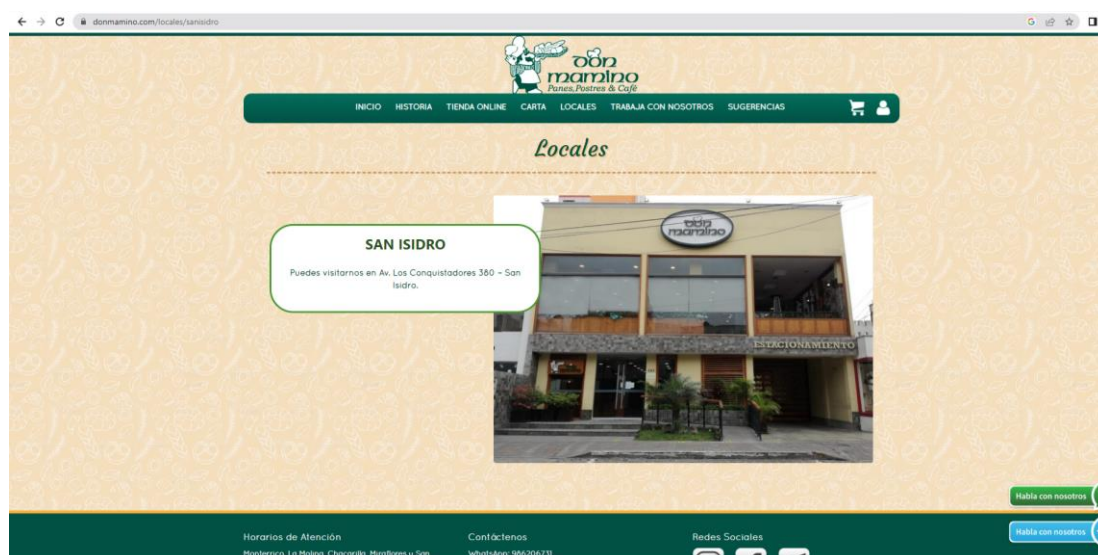 donmamino.com/locales/sanisidro
DON
mamino
Panes, Postres & Café
INICIO HISTORIA TIENDA ONLINE CARTA LOCALES TRABAJA CON NOSOTROS SUGERENCIAS
Locales
DON
mamino
SAN ISIDRO
Puedes visitarnos en Av. Los Conquistadores 380 – San
Isidro.
ESTACIONAMIENTO
Habla con nosotros
Habla con nosotros
Horarios de Atención Contáctenos Redes Sociales
Monterrico, La Molina, Chacarilla, Miraflores y San WhatsApp: 986206731